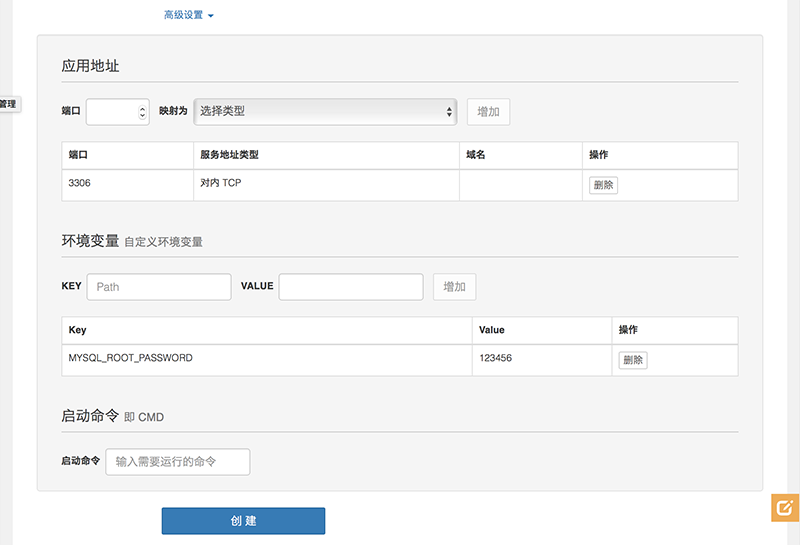 高级设置
应用地址
管理
端口 映射为 选择类型 增加
端口 服务地址类型 域名 操作
3306 对内 TCP 删除
环境变量 自定义环境变量
KEY Path VALUE 增加
Key Value 操作
MYSQL_ROOT_PASSWORD 123456 删除
启动命令 即 CMD
启动命令 输入需要运行的命令
创 建